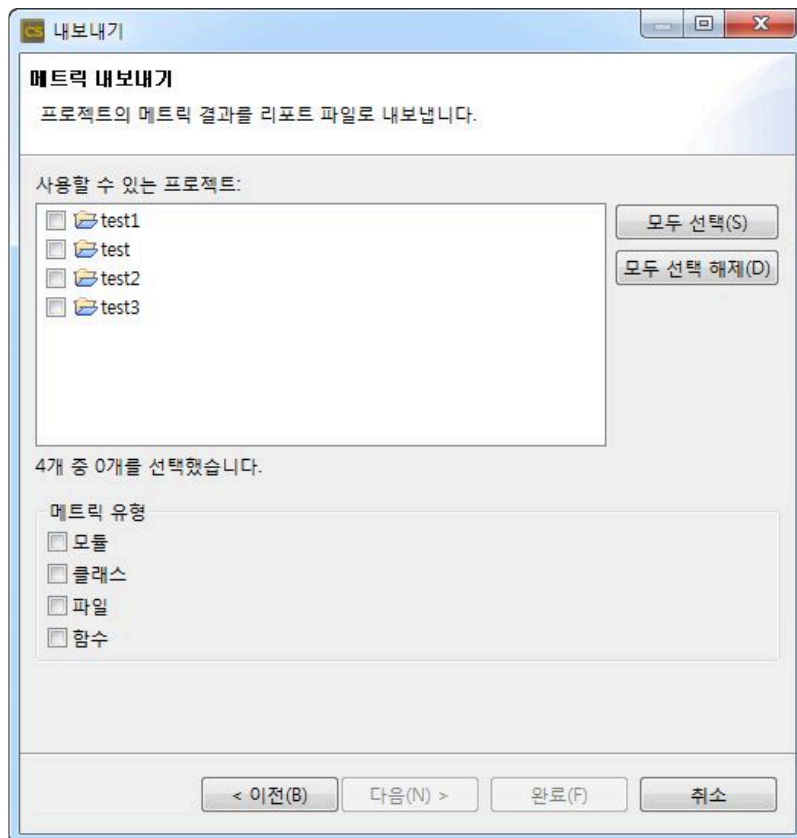 CS 내보내기
메트릭 내보내기
프로젝트의 메트릭 결과를 리포트 파일로 내보냅니다.
사용할 수 있는 프로젝트:
test1
test
test2
test3
모두 선택(S)
모두 선택 해제(D)
4개 중 0개를 선택했습니다.
메트릭 유형
모듈
클래스
파일
함수
< 이전(B) 다음(N) > 완료(F) 취소